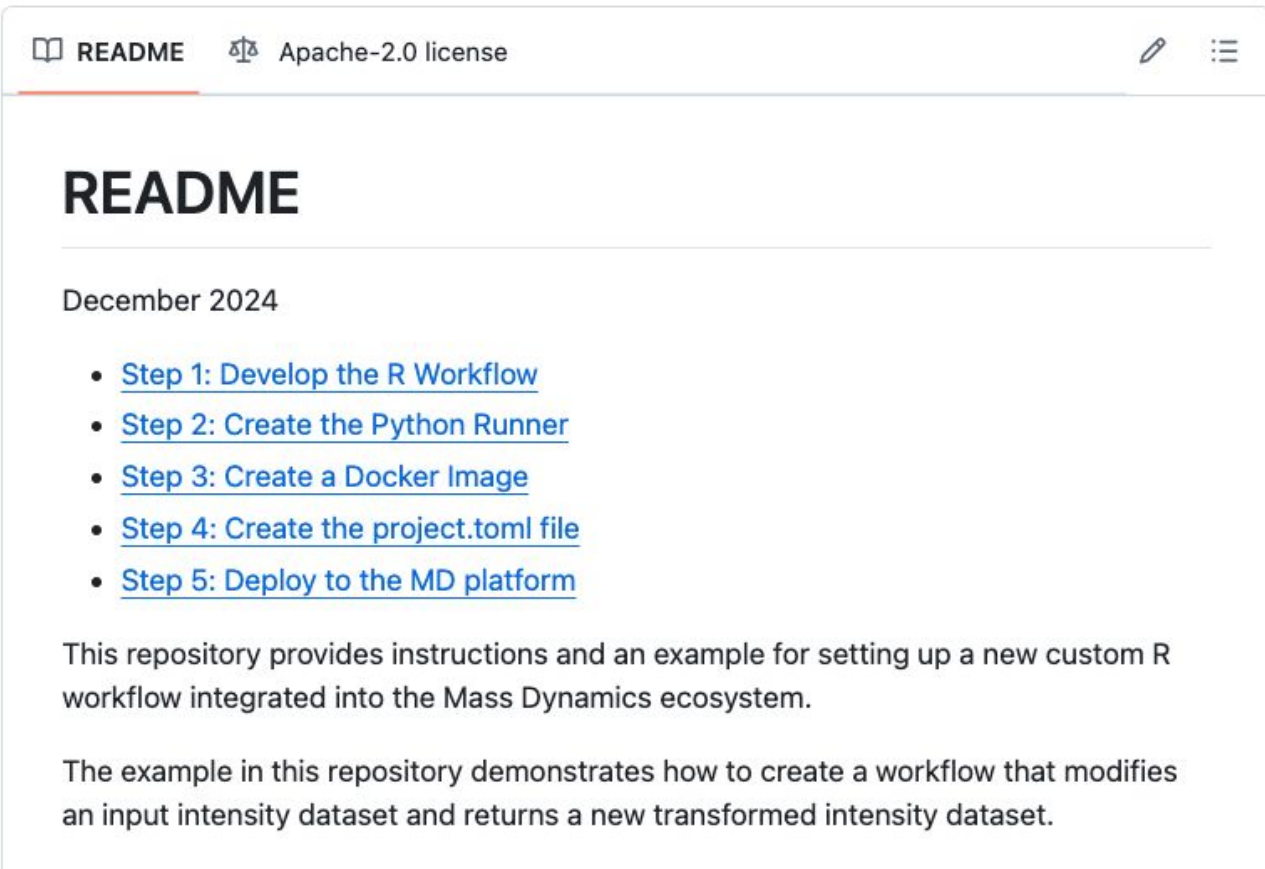 README Apache-2.0 license
README
December 2024
• Step 1: Develop the R Workflow
• Step 2: Create the Python Runner
• Step 3: Create a Docker Image
• Step 4: Create the project.toml file
• Step 5: Deploy to the MD platform
This repository provides instructions and an example for setting up a new custom R
workflow integrated into the Mass Dynamics ecosystem.
The example in this repository demonstrates how to create a workflow that modifies
an input intensity dataset and returns a new transformed intensity dataset.